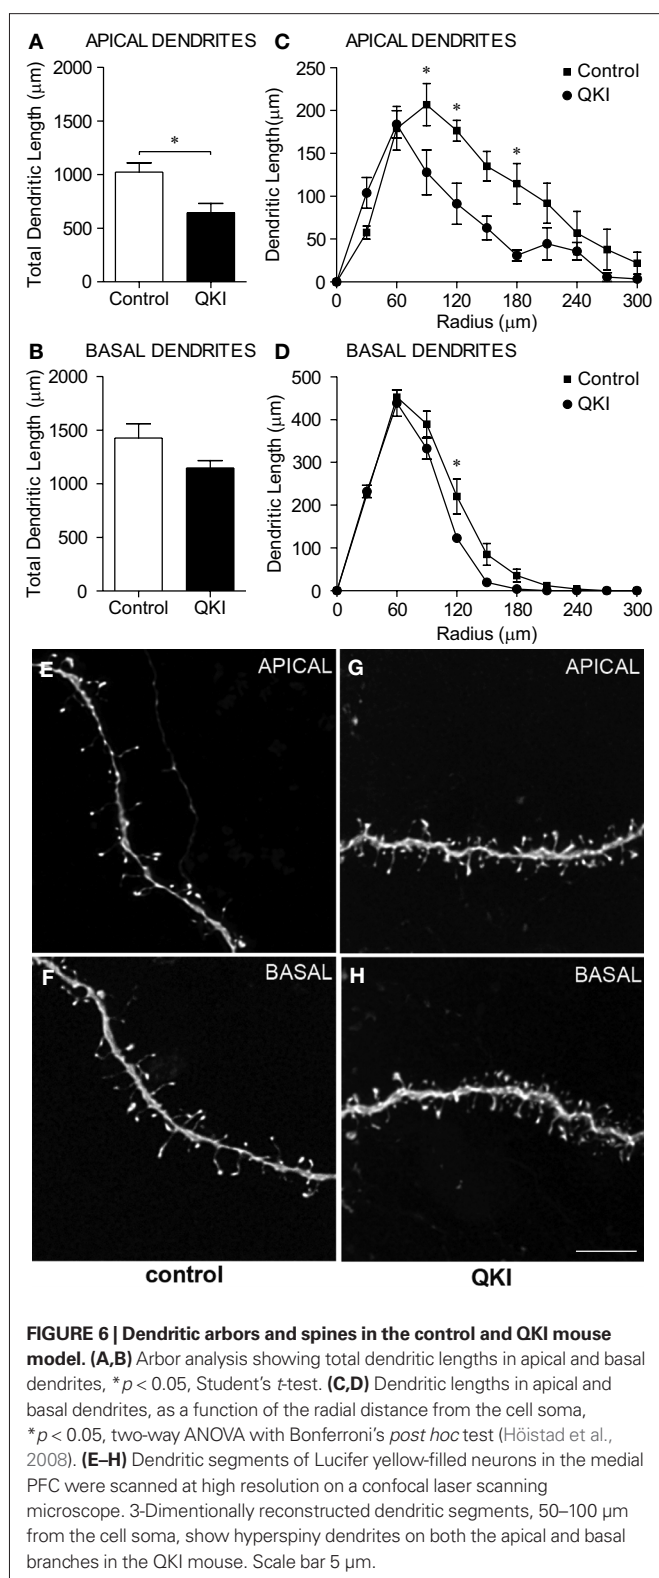 A APICAL DENDRITES
Total Dendritic Length (µm)
2000
1500
1000
500
0
*
Control QKI
C APICAL DENDRITES
Dendritic Length(µm)
250
200
150
100
50
0
* * *
Control
QKI
0 60 120 180 240 300
Radius (µm)
B BASAL DENDRITES
Total Dendritic Length (µm)
2000
1500
1000
500
0
Control QKI
D BASAL DENDRITES
Dendritic Length (µm)
500
400
300
200
100
0
*
Control
QKI
0 60 120 180 240 300
Radius (µm)
E APICAL
G APICAL
F BASAL
H BASAL
control
QKI
FIGURE 6 | Dendritic arbors and spines in the control and QKI mouse
model. (A,B) Arbor analysis showing total dendritic lengths in apical and basal
dendrites, *p < 0.05, Student's t-test. (C,D) Dendritic lengths in apical and
basal dendrites, as a function of the radial distance from the cell soma,
*p < 0.05, two-way ANOVA with Bonferroni's post hoc test (Höistad et al.,
2008). (E–H) Dendritic segments of Lucifer yellow-filled neurons in the medial
PFC were scanned at high resolution on a confocal laser scanning
microscope. 3-Dimentionally reconstructed dendritic segments, 50–100 µm
from the cell soma, show hyperspiny dendrites on both the apical and basal
branches in the QKI mouse. Scale bar 5 µm.